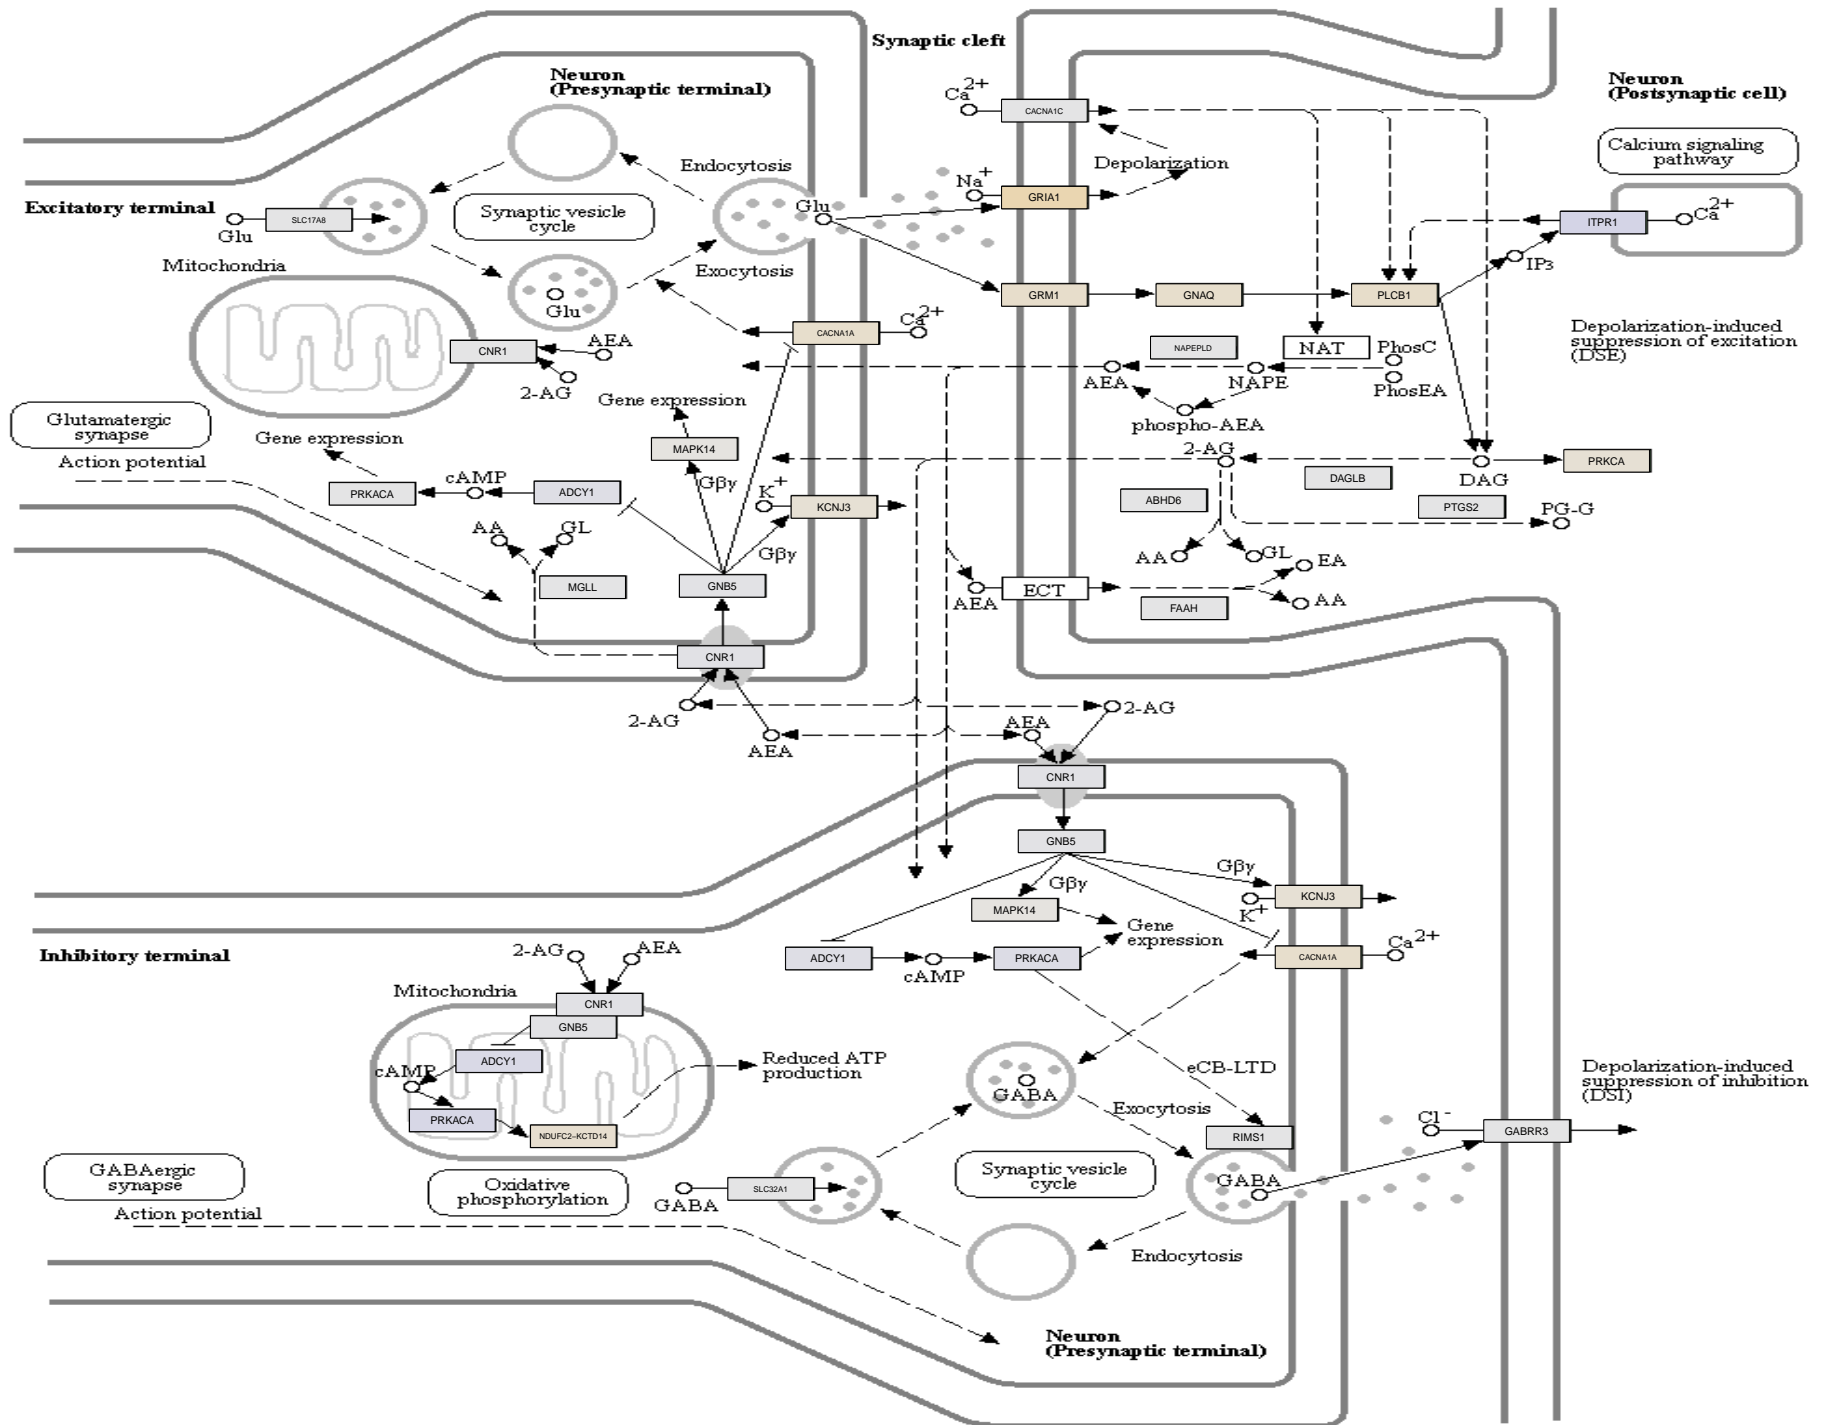 Synaptic cleft
Neuron
(Presynaptic terminal)
Neuron
(Postsynaptic cell)
Ca2+
CACNA1C
Calcium signaling
pathway
Endocytosis
Depolarization
Na+
GRIA1
Excitatory terminal
SLC17A8
Glu
Synaptic vesicle
cycle
Glu
ITPR1
Ca2+
Mitochondria
Exocytosis
IP3
Glu
GRM1
GNAQ
PLCB1
CACNA1A
Ca2+
Depolarization-induced
suppression of excitation
(DSE)
CNR1
AEA
2-AG
NAPEPLD
NAT
PhosC
AEA
NAPE
PhosEA
phospho-AEA
Gene expression
Glutamatergic
synapse
Gene expression
Action potential
MAPK14
2-AG
DAG
PRKCA
DAGLB
PRKACA
cAMP
ADCY1
Gβγ
K+
KCNJ3
ABHD6
PTGS2
PG-G
AA
GL
Gβγ
AA
GL
EA
MGLL
GNB5
AEA
ECT
FAAH
AA
CNR1
2-AG
AEA
AEA
2-AG
CNR1
GNB5
Gβγ
Gβγ
MAPK14
KCNJ3
K+
Gene
expression
Inhibitory terminal
2-AG
AEA
ADCY1
cAMP
PRKACA
CACNA1A
Ca2+
Mitochondria
CNR1
GNB5
ADCY1
cAMP
PRKACA
NDUFC2-KCTD14
Reduced ATP
production
eCB-LTD
GABA
Exocytosis
RIMS1
Depolarization-induced
suppression of inhibition
(DSI)
Cl-
GABRR3
GABAergic
synapse
Oxidative
phosphorylation
GABA
SLC32A1
Synaptic vesicle
cycle
GABA
Action potential
Endocytosis
Neuron
(Presynaptic terminal)